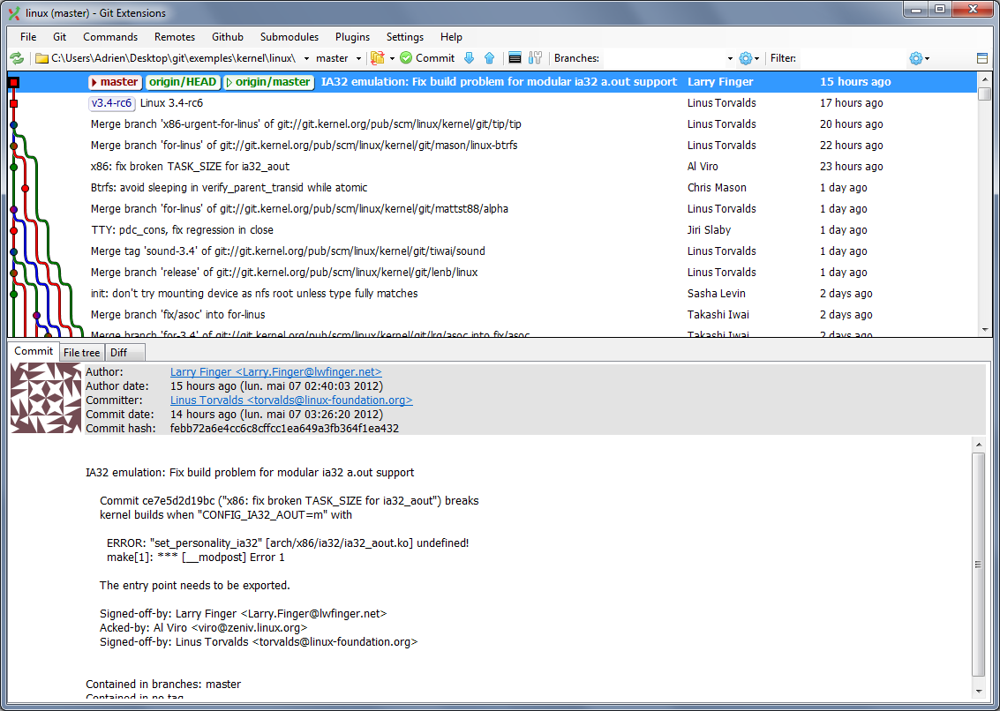 linux (master) - Git Extensions
File Git Commands Remotes Github Submodules Plugins Settings Help
C:\Users\Adrien\Desktop\git\exemples\kernel\linux\ master Commit Branches: Filter:
master origin/HEAD origin/master IA32 emulation: Fix build problem for modular ia32 a.out support Larry Finger 15 hours ago
v3.4-rc6 Linux 3.4-rc6 Linus Torvalds 17 hours ago
Merge branch 'x86-urgent-for-linus' of git://git.kernel.org/pub/scm/linux/kernel/git/tip/tip Linus Torvalds 20 hours ago
Merge branch 'for-linus' of git://git.kernel.org/pub/scm/linux/kernel/git/mason/linux-btrfs Linus Torvalds 22 hours ago
x86: fix broken TASK_SIZE for ia32_aout Al Viro 23 hours ago
Btrfs: avoid sleeping in verify_parent_transid while atomic Chris Mason 1 day ago
Merge branch 'for-linus' of git://git.kernel.org/pub/scm/linux/kernel/git/mattst88/alpha Linus Torvalds 1 day ago
TTY: pdc_cons, fix regression in close Jiri Slaby 1 day ago
Merge tag 'sound-3.4' of git://git.kernel.org/pub/scm/linux/kernel/git/tiwai/sound Linus Torvalds 1 day ago
Merge branch 'release' of git://git.kernel.org/pub/scm/linux/kernel/git/lenb/linux Linus Torvalds 1 day ago
init: don't try mounting device as nfs root unless type fully matches Sasha Levin 2 days ago
Merge branch 'fix/asoc' into for-linus Takashi Iwai 2 days ago
Merge branch 'for-3.4' of git://git.kernel.org/pub/scm/linux/kernel/git/lrg/asoc into fix/asoc Takashi Iwai 2 days ago
Commit File tree Diff
Author: Larry Finger <Larry.Finger@lwfinger.net>
Author date: 15 hours ago (lun. mai 07 02:40:03 2012)
Committer: Linus Torvalds <torvalds@linux-foundation.org>
Commit date: 14 hours ago (lun. mai 07 03:26:20 2012)
Commit hash: febb72a6e4cc6c8cffcc1ea649a3fb364f1ea432
IA32 emulation: Fix build problem for modular ia32 a.out support
Commit ce7e5d2d19bc ("x86: fix broken TASK_SIZE for ia32_aout") breaks
kernel builds when "CONFIG_IA32_AOUT=m" with
ERROR: "set_personality_ia32" [arch/x86/ia32/ia32_aout.ko] undefined!
make[1]: *** [__modpost] Error 1
The entry point needs to be exported.
Signed-off-by: Larry Finger <Larry.Finger@lwfinger.net>
Acked-by: Al Viro <viro@zeniv.linux.org>
Signed-off-by: Linus Torvalds <torvalds@linux-foundation.org>
Contained in branches: master
Contained in no tag